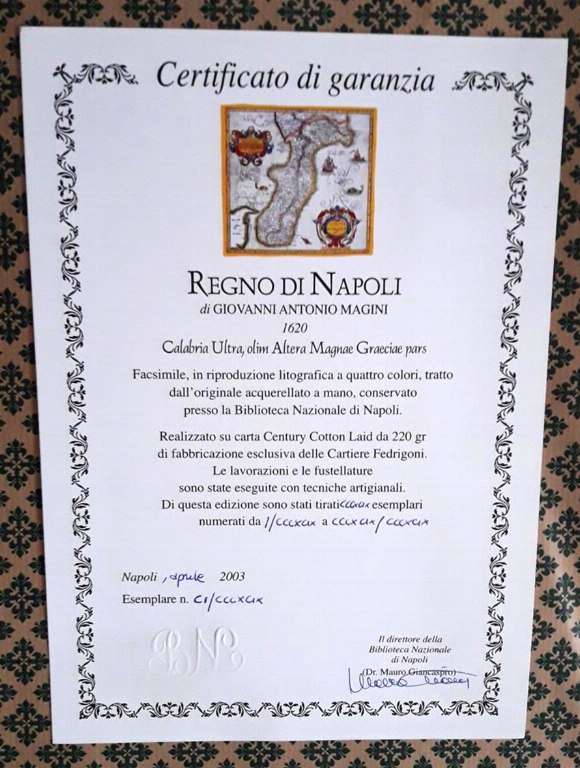 Certificato di garanzia
REGNO DI NAPOLI
di GIOVANNI ANTONIO MAGINI
1620
Calabria Ultra, olim Altera Magnae Graeciae pars
Facsimile, in riproduzione litografica a quattro colori, tratto
dall'originale acquerellato a mano, conservato
presso la Biblioteca Nazionale di Napoli.
Realizzato su carta Century Cotton Laid da 220 gr
di fabbricazione esclusiva delle Cartiere Fedrigoni.
Le lavorazioni e le fustellature
sono state eseguite con tecniche artigianali.
Di questa edizione sono stati tirati cccxcix esemplari
numerati da I/cccxcix a cccxcix/cccxcix
Napoli, aprile 2003
Esemplare n. CI/cccxcix
Il direttore della
Biblioteca Nazionale
di Napoli
(Dr. Mauro Giancaspro)